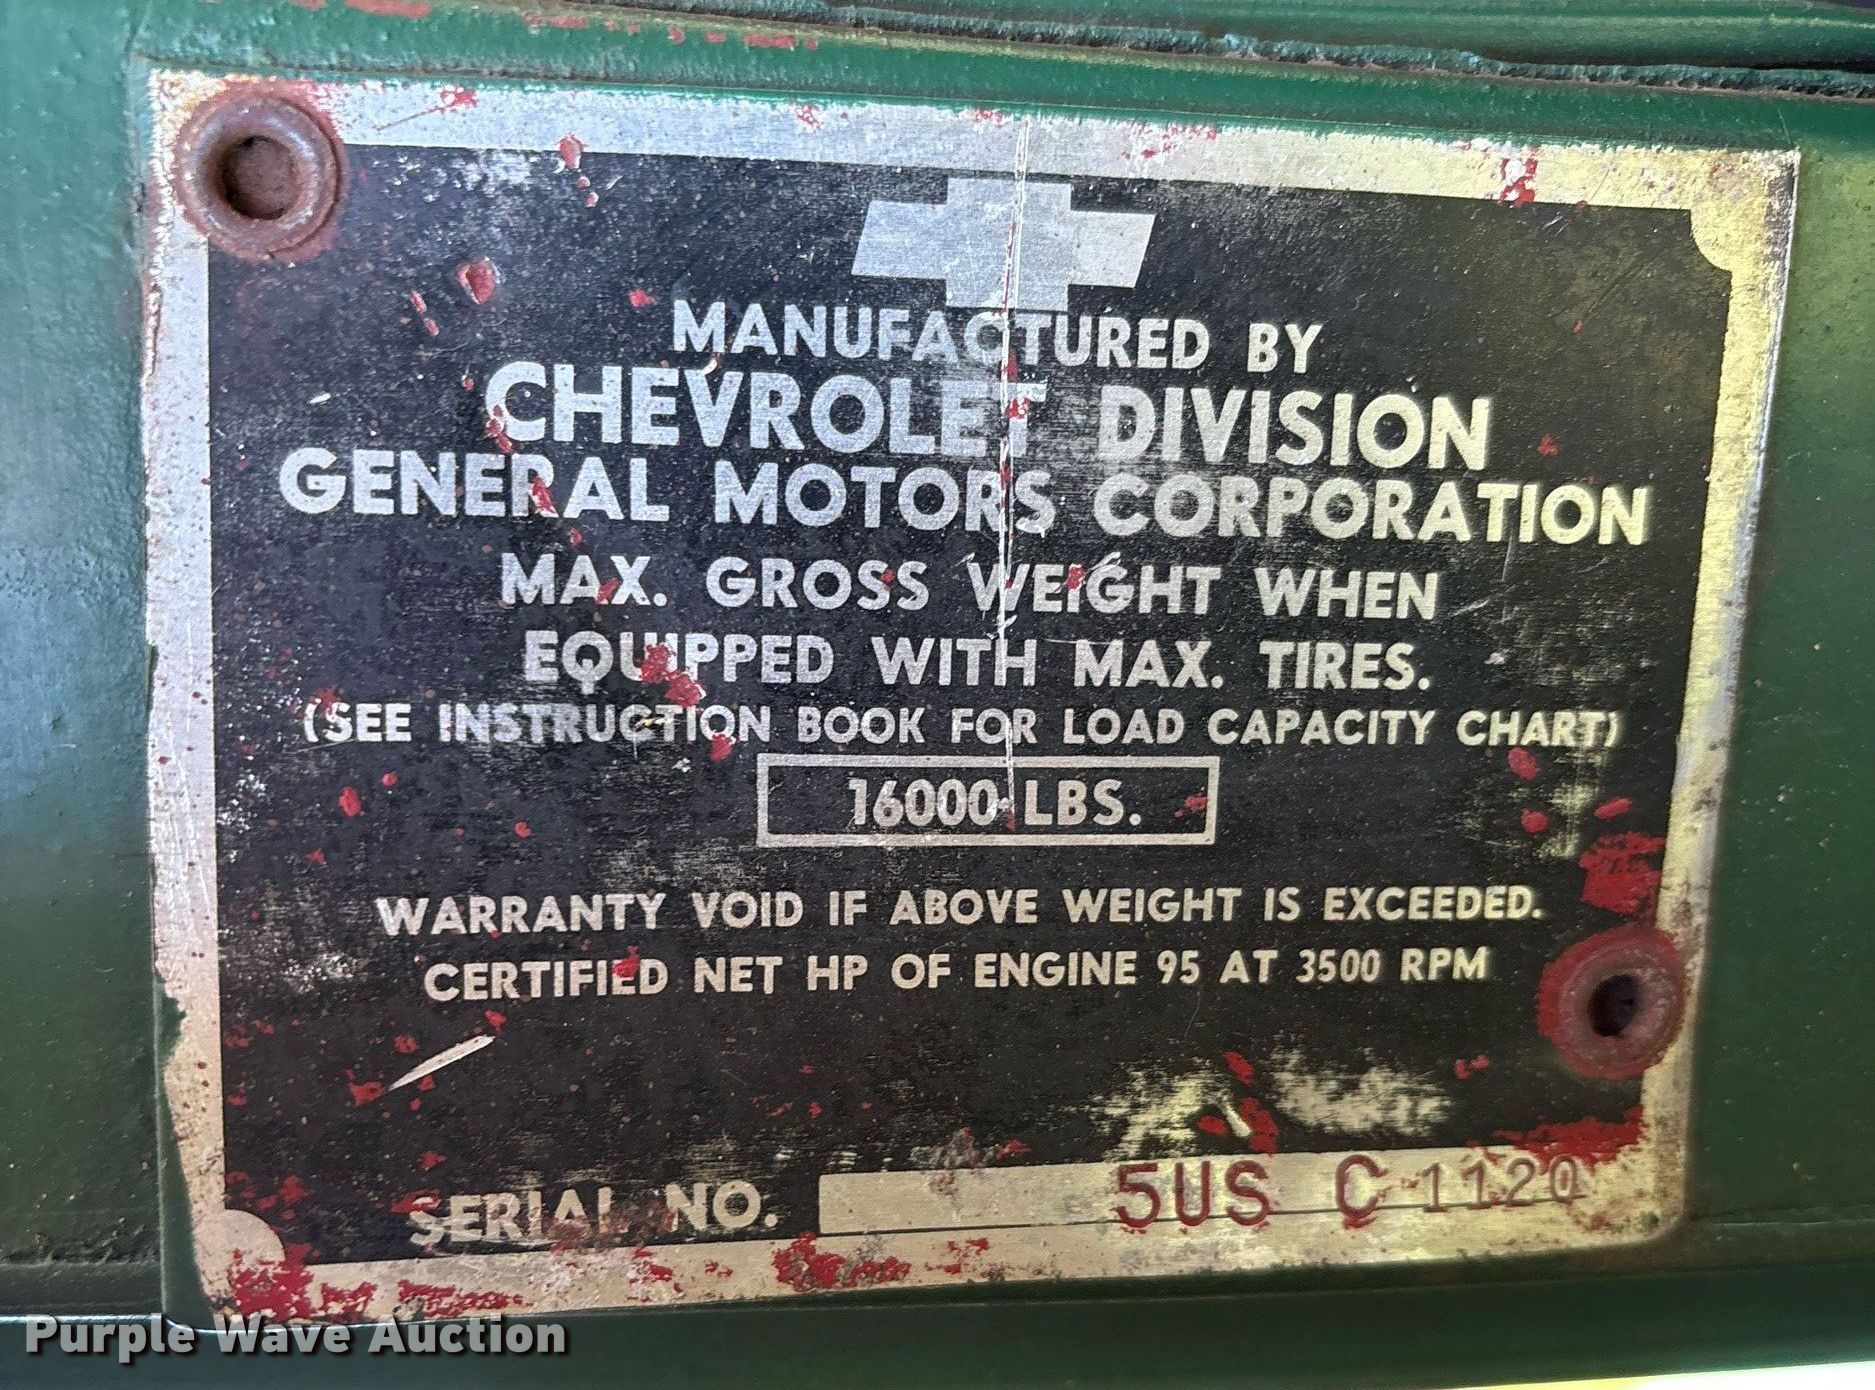 MANUFACTURED BY
CHEVROLET DIVISION
GENERAL MOTORS CORPORATION
MAX. GROSS WEIGHT WHEN
EQUIPPED WITH MAX. TIRES.
(SEE INSTRUCTION BOOK FOR LOAD CAPACITY CHART)
16000 LBS.
WARRANTY VOID IF ABOVE WEIGHT IS EXCEEDED.
CERTIFIED NET HP OF ENGINE 95 AT 3500 RPM
SERIAL NO. 5US C 1120
Purple Wave Auction